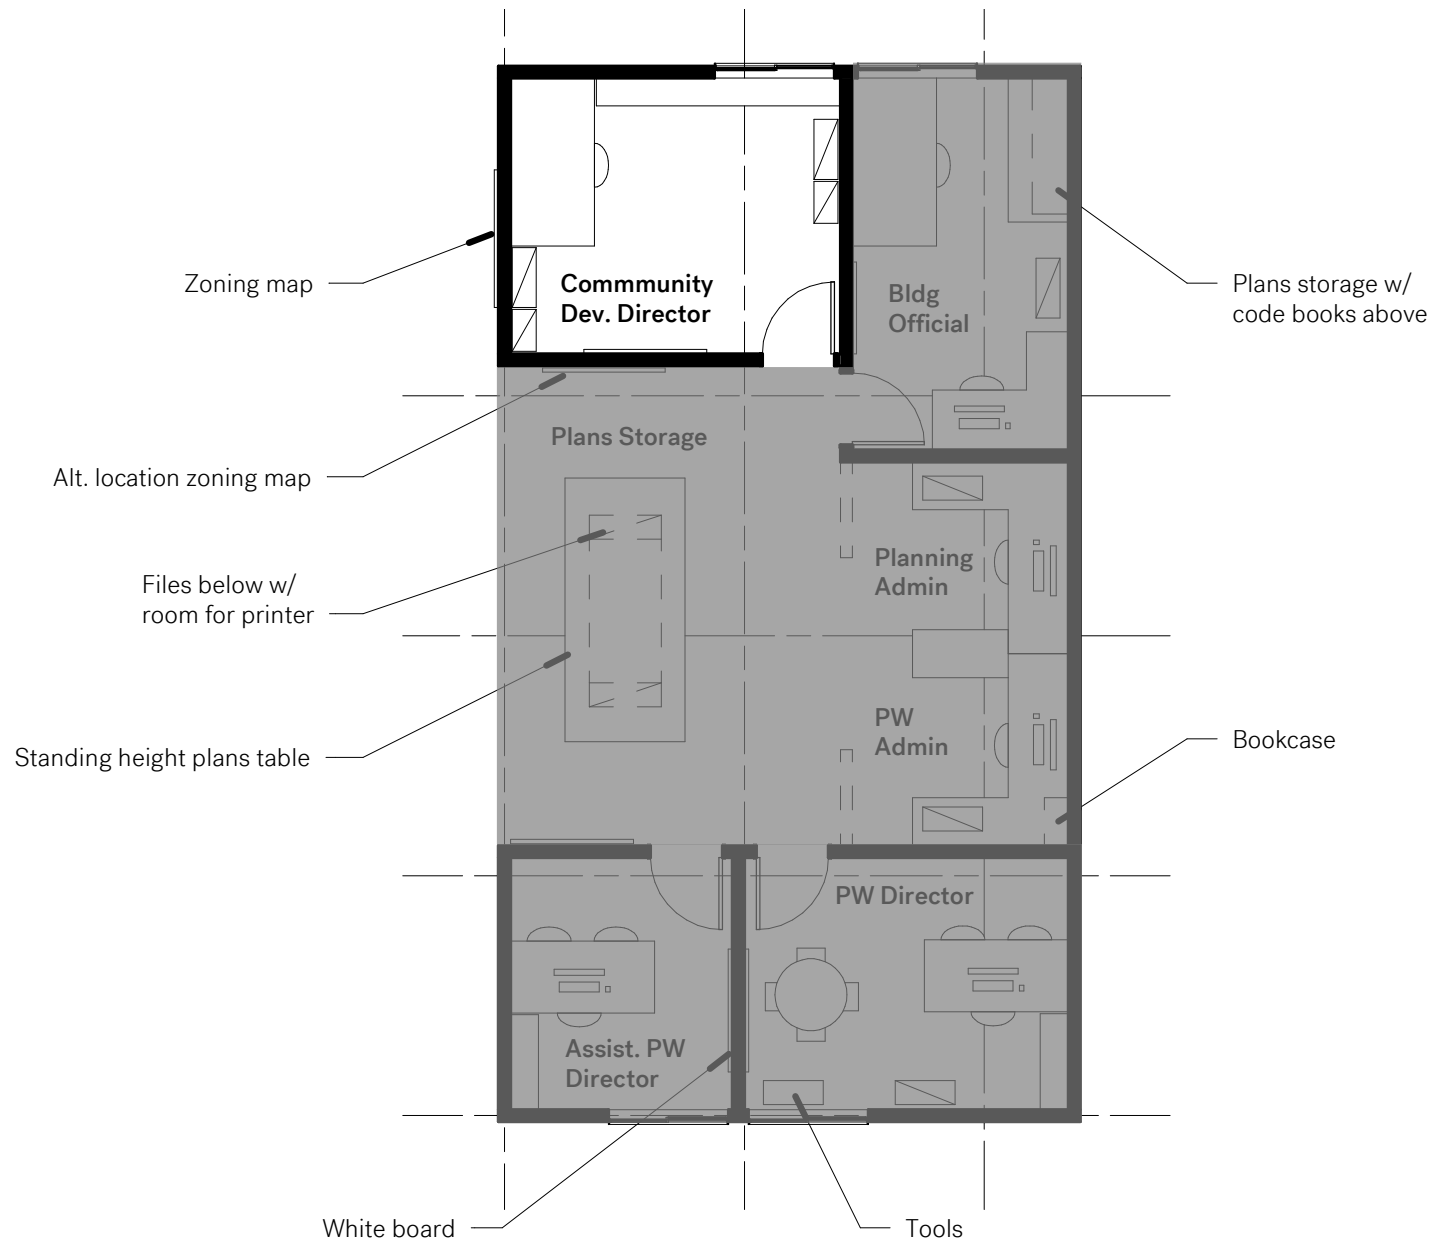 Zoning map
Commmunity
Dev. Director
Bldg
Official
Plans storage w/
code books above
Plans Storage
Alt. location zoning map
Files below w/
room for printer
Planning
Admin
PW
Admin
Standing height plans table
Bookcase
PW Director
Assist. PW
Director
White board
Tools